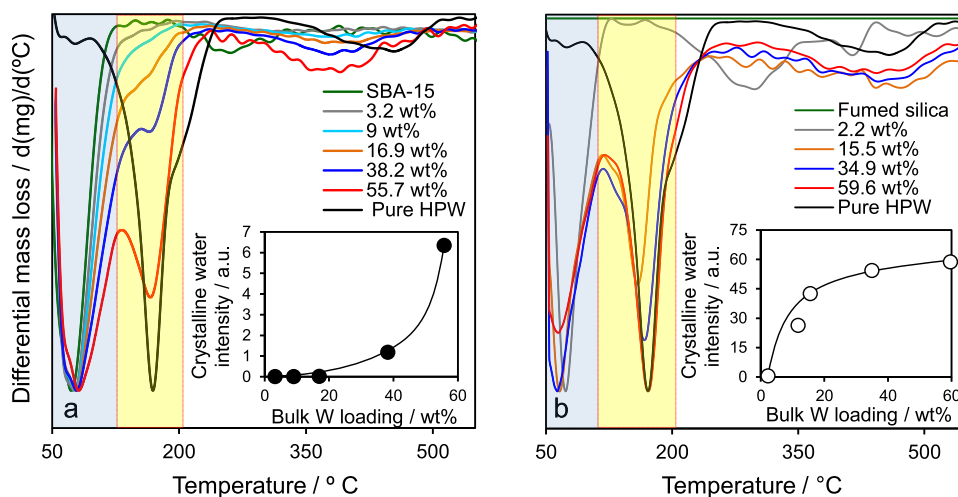 Differential mass loss / d(mg)/d(ºC)
SBA-15
3.2 wt%
9 wt%
16.9 wt%
38.2 wt%
55.7 wt%
Pure HPW
Crystalline water
intensity / a.u.
7
6
5
4
3
2
1
0
0 20 40 60
Bulk W loading / wt%
a
50 200 350 500
Temperature / º C
Fumed silica
2.2 wt%
15.5 wt%
34.9 wt%
59.6 wt%
Pure HPW
Crystalline water
intensity / a.u.
75
60
45
30
15
0
0 20 40 60
Bulk W loading / wt%
b
50 200 350 500
Temperature / °C